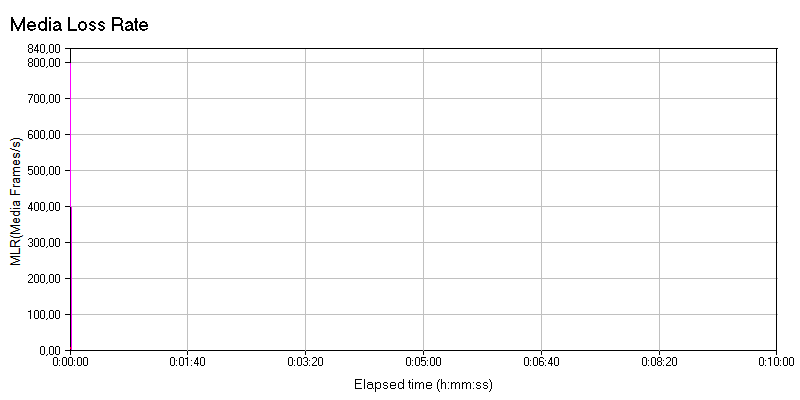 Media Loss Rate
840,00
800,00
700,00
600,00
500,00
400,00
300,00
200,00
100,00
0,00
MLR(Media Frames/s)
0:00:00 0:01:40 0:03:20 0:05:00 0:06:40 0:08:20 0:10:00
Elapsed time (h:mm:ss)